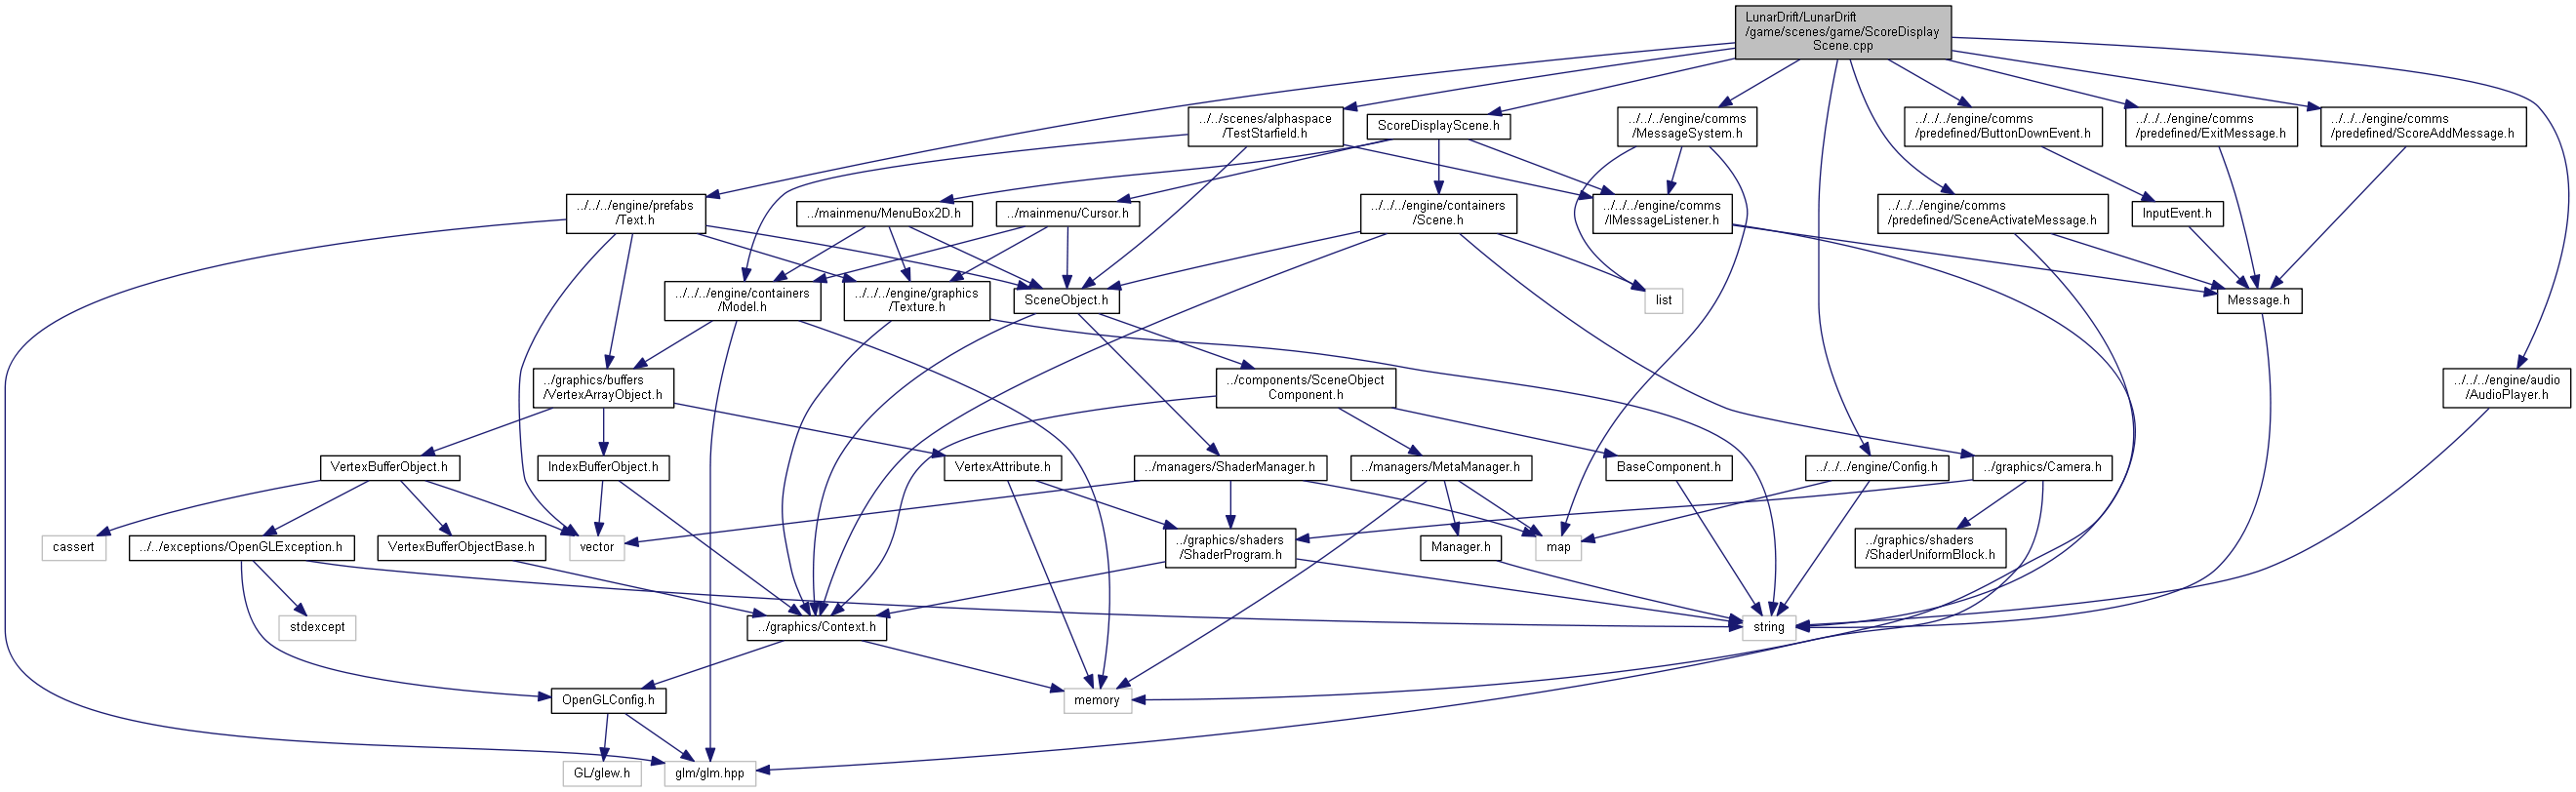 LunarDrift/LunarDrift
/game/scenes/game/ScoreDisplay
Scene.cpp
../../scenes/alphaspace
/TestStarfield.h
ScoreDisplayScene.h
../../../engine/comms
/MessageSystem.h
../../../engine/comms
/predefined/ButtonDownEvent.h
../../../engine/comms
/predefined/ExitMessage.h
../../../engine/comms
/predefined/ScoreAddMessage.h
../../../engine/prefabs
/Text.h
../mainmenu/MenuBox2D.h
../mainmenu/Cursor.h
../../../engine/containers
/Scene.h
../../../engine/comms
/IMessageListener.h
../../../engine/comms
/predefined/SceneActivateMessage.h
InputEvent.h
../../../engine/containers
/Model.h
../../../engine/graphics
/Texture.h
SceneObject.h
list
Message.h
../graphics/buffers
/VertexArrayObject.h
../components/SceneObject
Component.h
../../../engine/audio
/AudioPlayer.h
VertexBufferObject.h
IndexBufferObject.h
VertexAttribute.h
../managers/ShaderManager.h
../managers/MetaManager.h
BaseComponent.h
../../../engine/Config.h
../graphics/Camera.h
cassert
../../exceptions/OpenGLException.h
VertexBufferObjectBase.h
vector
../graphics/shaders
/ShaderProgram.h
Manager.h
map
../graphics/shaders
/ShaderUniformBlock.h
stdexcept
../graphics/Context.h
string
OpenGLConfig.h
memory
GL/glew.h
glm/glm.hpp